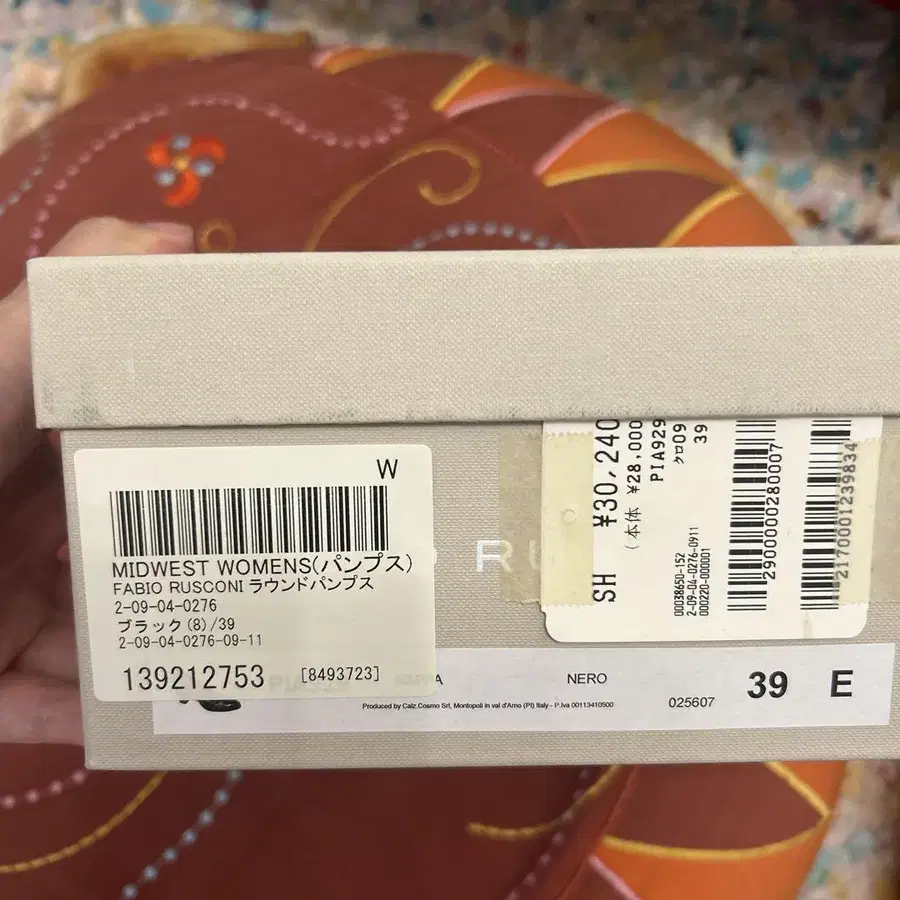 W
MIDWEST WOMENS(パンプス)
FABIO RUSCONI ラウンドパンプス
2-09-04-0276
ブラック(8)/39
2-09-04-0276-09-11
139212753 [8493723]
SH ¥30,240
(本体 ¥28,000
PIA929
クロ09
39
00038650-152
2-09-04-0276-0911
000220-000001
2900000280007
2170001239834
RU
NERO
025607
39
E
Produced by Calz.Cosmo Srl, Montopoli in val d'Arno (PI) Italy - P.Iva 00113410500